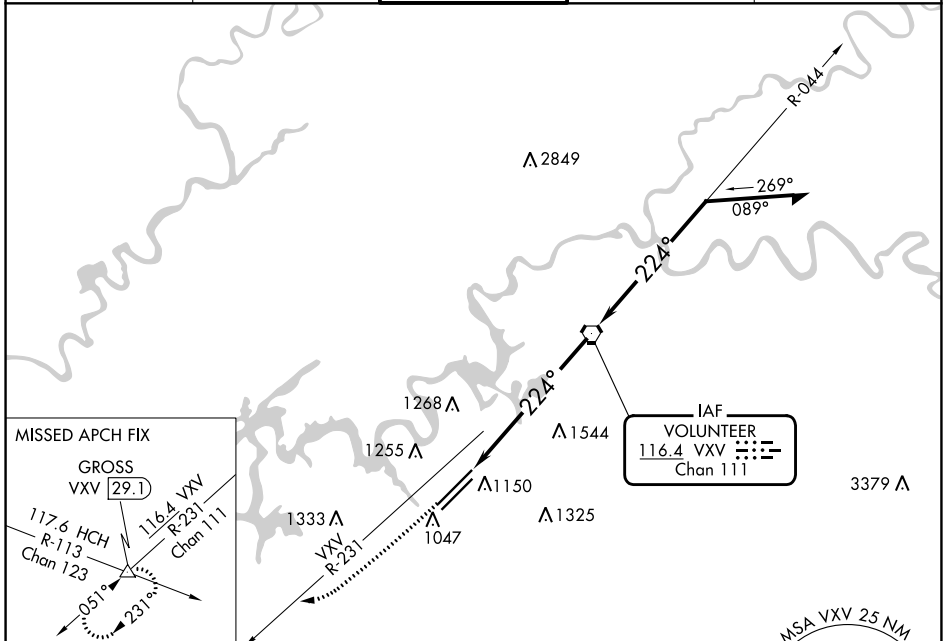 R-044
2849
269°
089°
224°
224°
1268
1255
1544
IAF
VOLUNTEER
116.4 VXV
Chan 111
1150
3379
1333
1325
1047
VXV
R-231
MISSED APCH FIX
GROSS
VXV 29.1
117.6 HCH
R-113
Chan 123
116.4 VXV
R-231
Chan 111
051°
231°
MSA VXV 25 NM